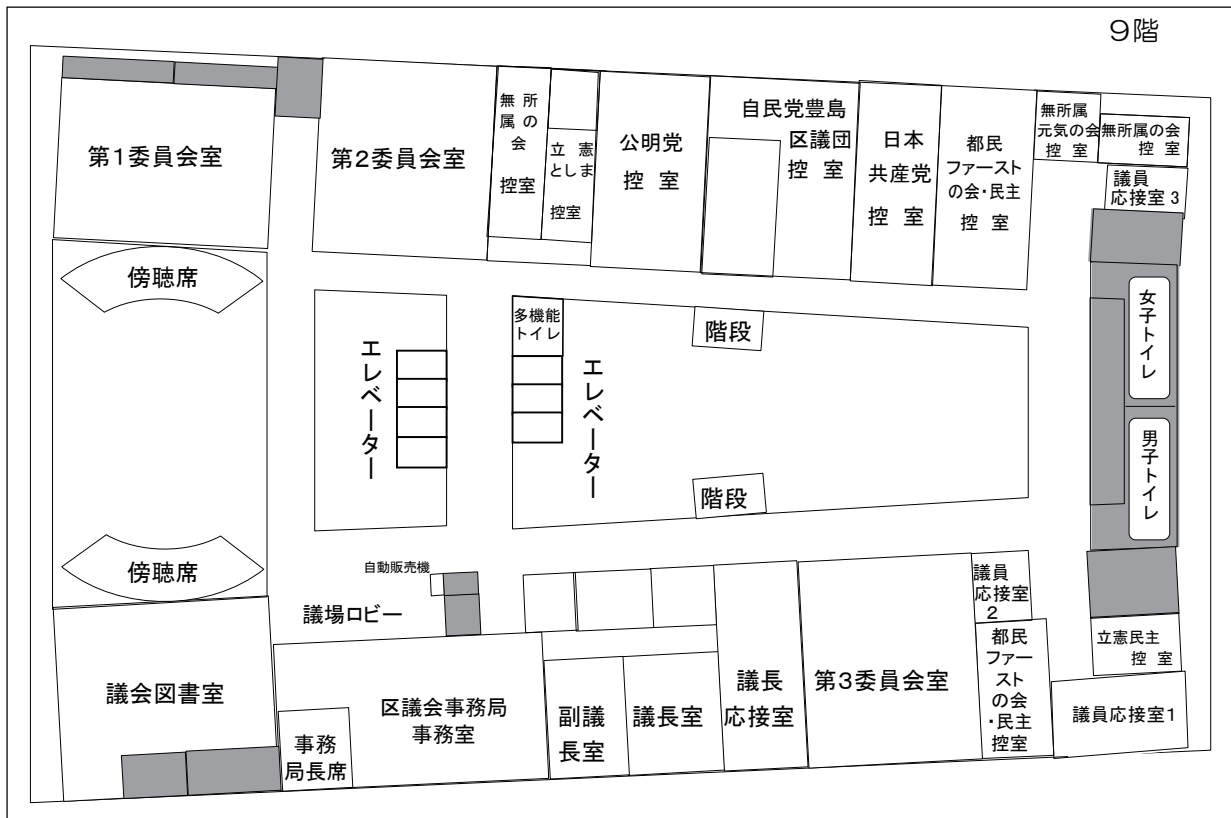 9階
第1委員会室
第2委員会室
無所
属の
会
控室
立憲
としま
控室
公明党
控室
自民党豊島
区議団
控室
日本
共産党
控室
都民
ファースト
の会・民主
控室
無所属
元気の会
控室
無所属の会
控室
議員
応接室3
傍聴席
エレベーター
多機能
トイレ
エレベーター
階段
階段
女子トイレ
男子トイレ
傍聴席
自動販売機
議場ロビー
議会図書室
事務
局長席
区議会事務局
事務室
副議
長室
議長室
議長
応接室
第3委員会室
議員
応接室
2
都民
ファー
スト
の会
・民主
控室
立憲民主
控室
議員応接室1